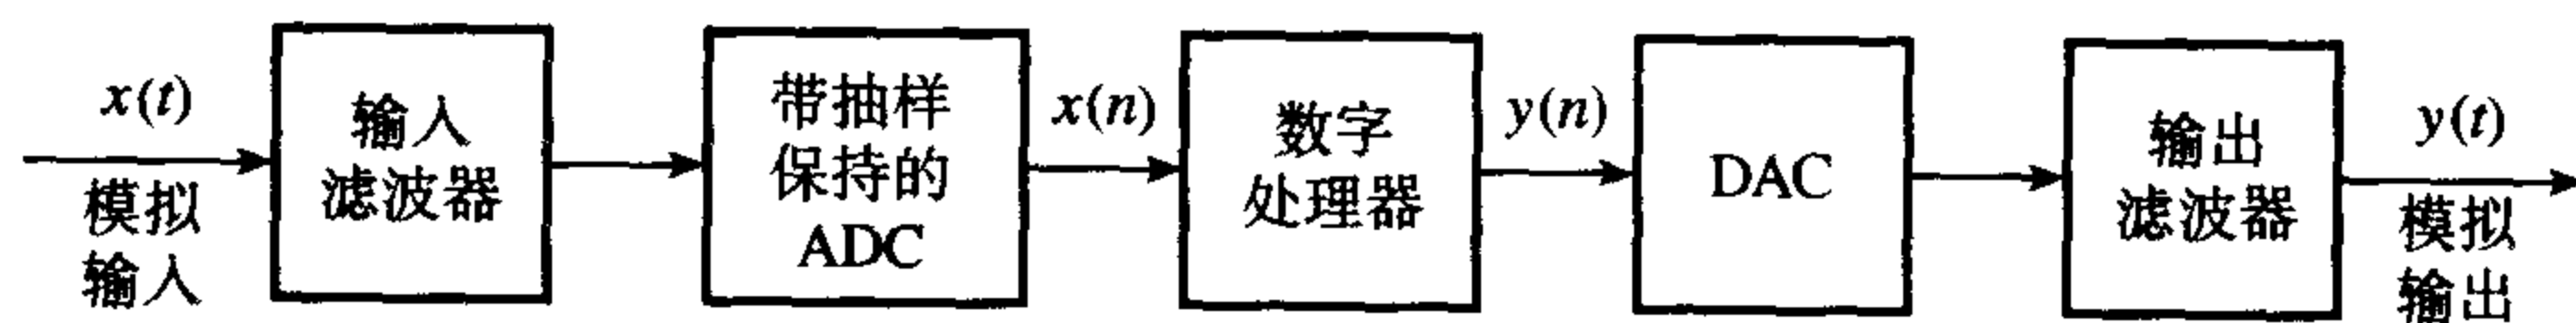 x(t)
模拟
输入
输入
滤波器
带抽样
保持的
ADC
x(n)
数字
处理器
y(n)
DAC
输出
滤波器
y(t)
模拟
输出